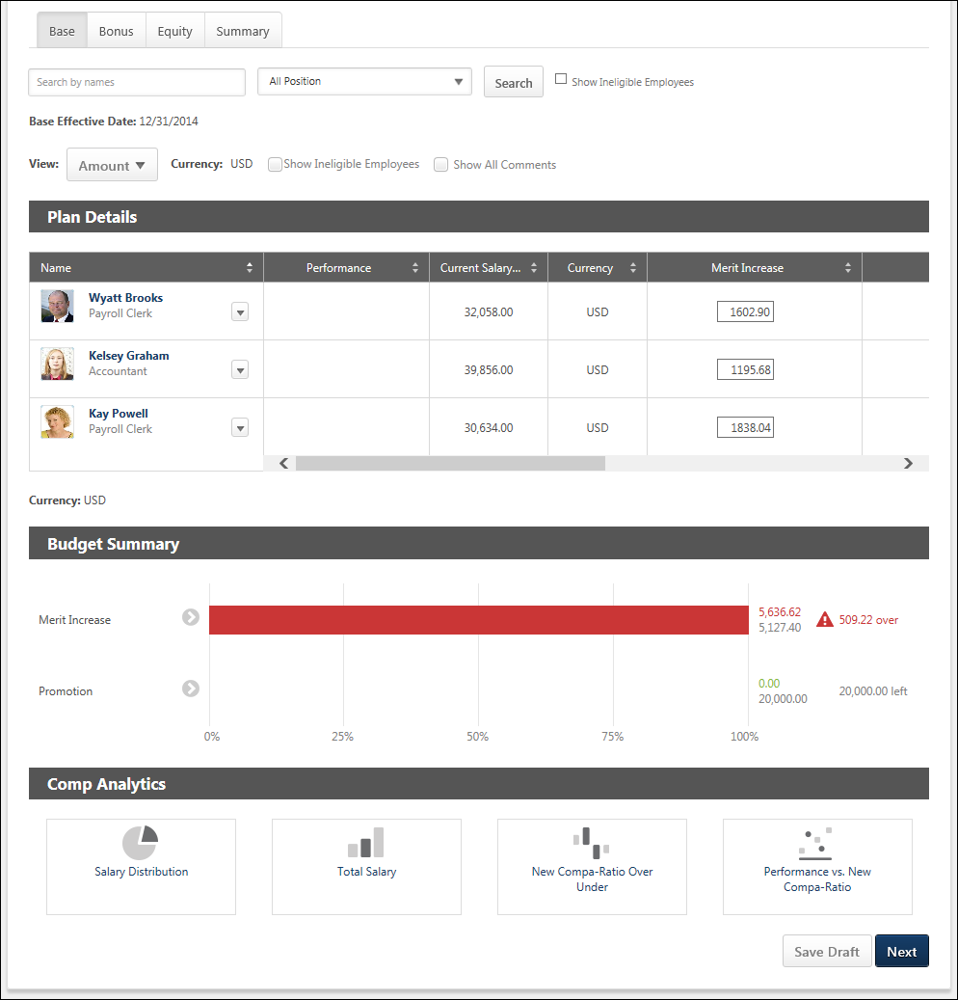 Base Bonus Equity Summary
Search by names All Position Search Show Ineligible Employees
Base Effective Date: 12/31/2014
View: Amount Currency: USD Show Ineligible Employees Show All Comments
Plan Details
Name Performance Current Salary... Currency Merit Increase
Wyatt Brooks
Payroll Clerk 32,058.00 USD 1602.90
Kelsey Graham
Accountant 39,856.00 USD 1195.68
Kay Powell
Payroll Clerk 30,634.00 USD 1838.04
Currency: USD
Budget Summary
Merit Increase 5,636.62 509.22 over
5,127.40
Promotion 0.00 20,000.00 left
20,000.00
0% 25% 50% 75% 100%
Comp Analytics
Salary Distribution Total Salary New Compa-Ratio Over Performance vs. New
Under Compa-Ratio
Save Draft Next